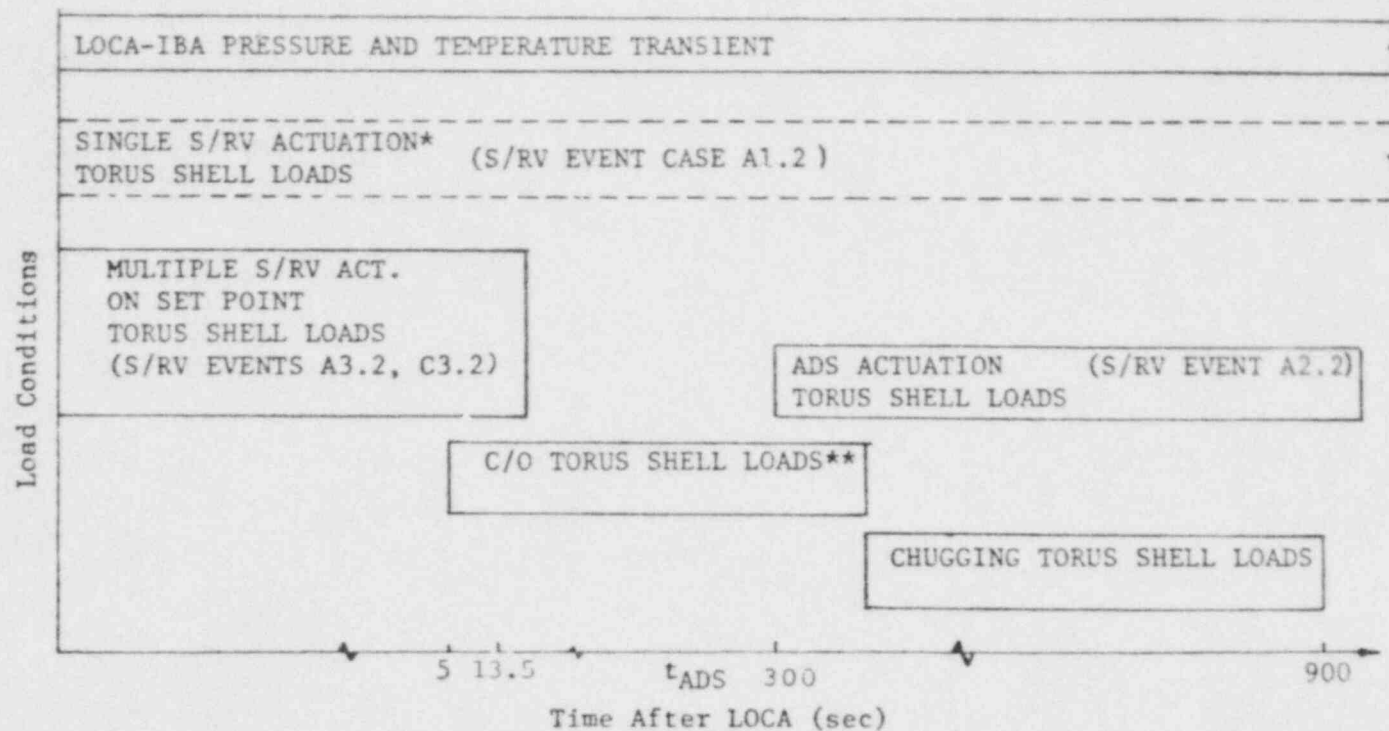 LOCA-IBA PRESSURE AND TEMPERATURE TRANSIENT
SINGLE S/RV ACTUATION* (S/RV EVENT CASE A1.2)
TORUS SHELL LOADS
MULTIPLE S/RV ACT.
ON SET POINT
TORUS SHELL LOADS
(S/RV EVENTS A3.2, C3.2)
ADS ACTUATION (S/RV EVENT A2.2)
TORUS SHELL LOADS
C/O TORUS SHELL LOADS**
CHUGGING TORUS SHELL LOADS
Load Conditions
5 13.5 tADS 300 900
Time After LOCA (sec)